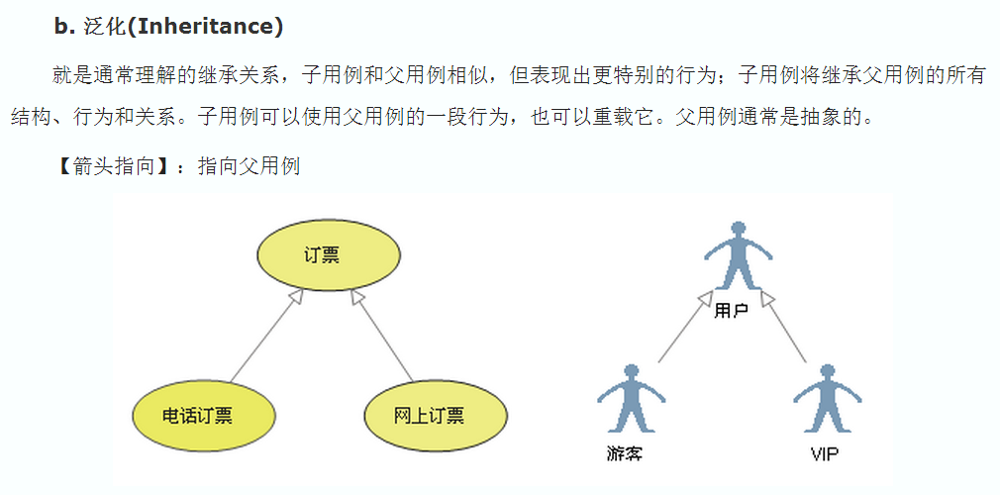 b. 泛化(Inheritance)
就是通常理解的继承关系，子用例和父用例相似，但表现出更特别的行为；子用例将继承父用例的所有
结构、行为和关系。子用例可以使用父用例的一段行为，也可以重载它。父用例通常是抽象的。
【箭头指向】：指向父用例
订票
用户
电话订票
网上订票
游客
VIP